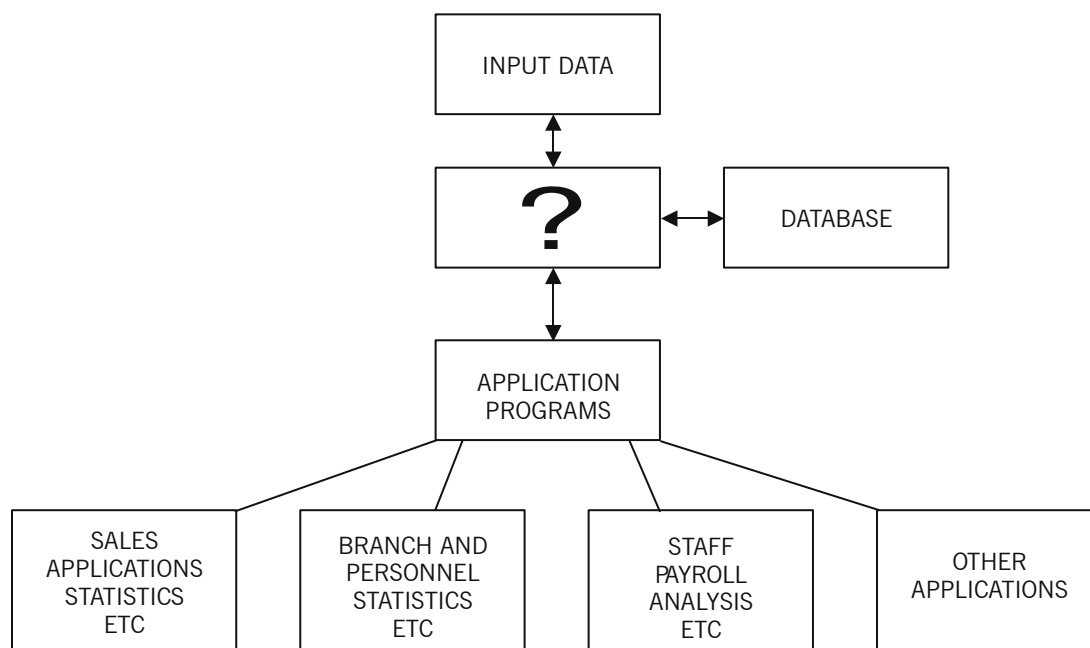 INPUT DATA
?
DATABASE
APPLICATION
PROGRAMS
SALES
APPLICATIONS
STATISTICS
ETC
BRANCH AND
PERSONNEL
STATISTICS
ETC
STAFF
PAYROLL
ANALYSIS
ETC
OTHER
APPLICATIONS